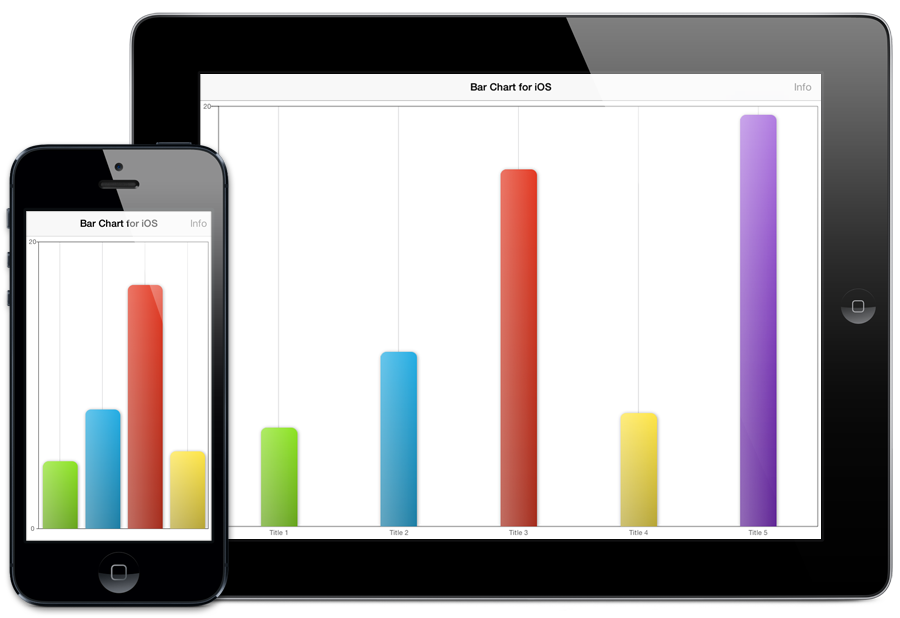 Bar Chart for iOS
Info
20
Title 1
Title 2
Title 3
Title 4
Title 5
Bar Chart for iOS
Info
20
0